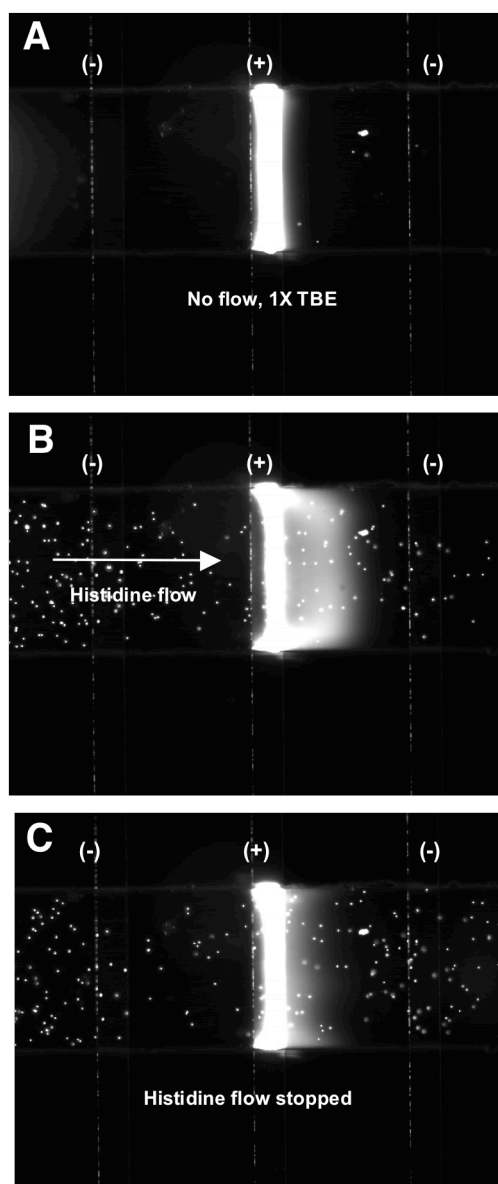 A
(-) (+) (-)
No flow, 1X TBE
B
(-) (+) (-)
Histidine flow
C
(-) (+) (-)
Histidine flow stopped